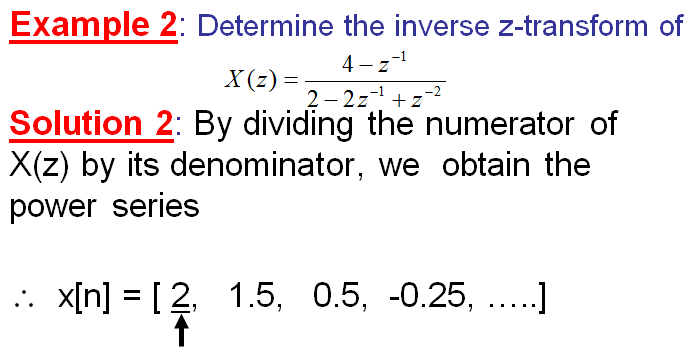 Example 2: Determine the inverse z-transform of
X(z) = \frac{4 - z^{-1}}{2 - 2z^{-1} + z^{-2}}
Solution 2: By dividing the numerator of
X(z) by its denominator, we obtain the
power series
∴ x[n] = [ 2, 1.5, 0.5, -0.25, .....]